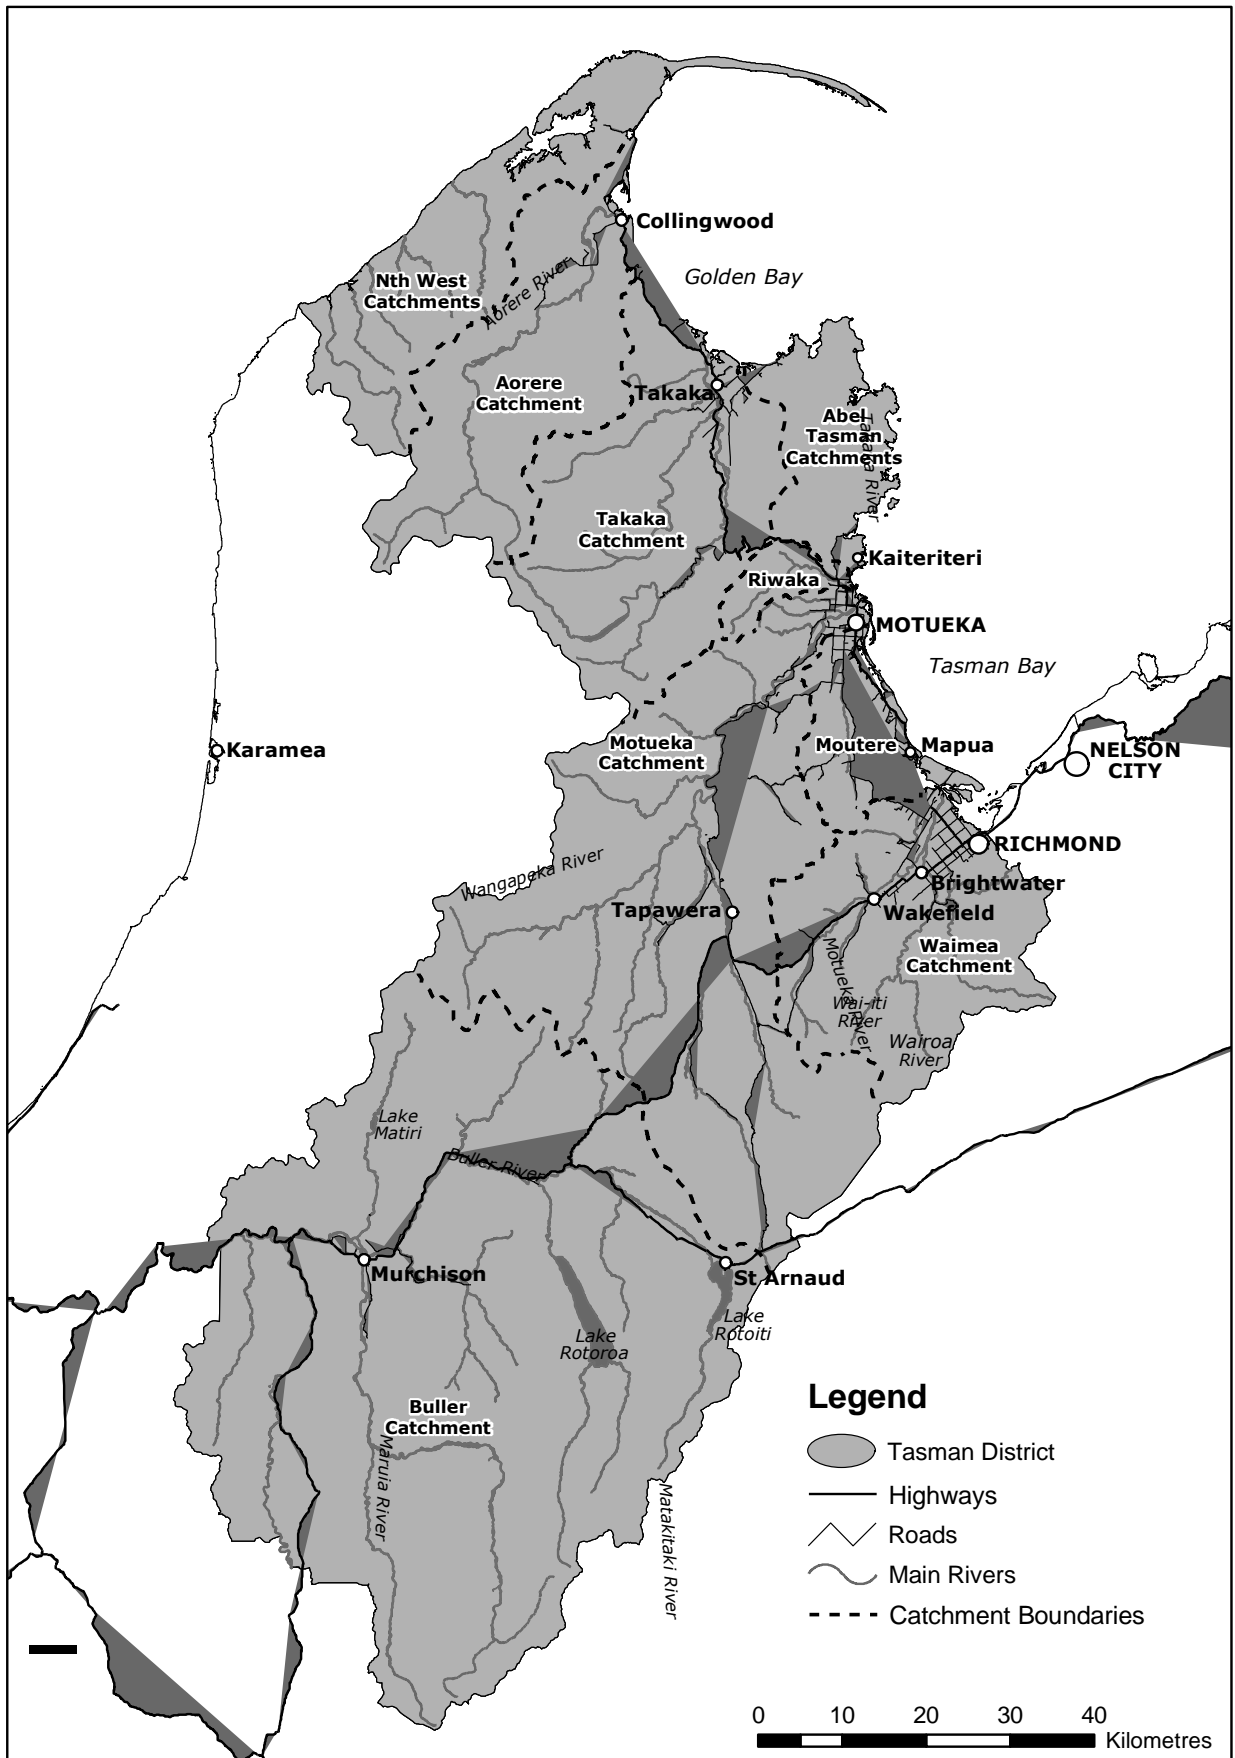 Collingwood
Golden Bay
Nth West
Catchments
Aorere River
Aorere
Catchment
Takaka
Abel
Tasman
Catchments
Takaka River
Takaka
Catchment
Kaiteriteri
Riwaka
MOTUEKA
Tasman Bay
Karamea
Motueka
Catchment
Moutere
Mapua
NELSON
CITY
RICHMOND
Wangapeka River
Brightwater
Tapawera
Wakefield
Waimea
Catchment
Motueka River
Wai-iti
River
Wairoa
River
Lake
Matiri
Buller River
Murchison
St Arnaud
Lake
Rotoiti
Lake
Rotoroa
Buller
Catchment
Maruia River
Matakitaki River
Legend
Tasman District
Highways
Roads
Main Rivers
Catchment Boundaries
0 10 20 30 40
Kilometres